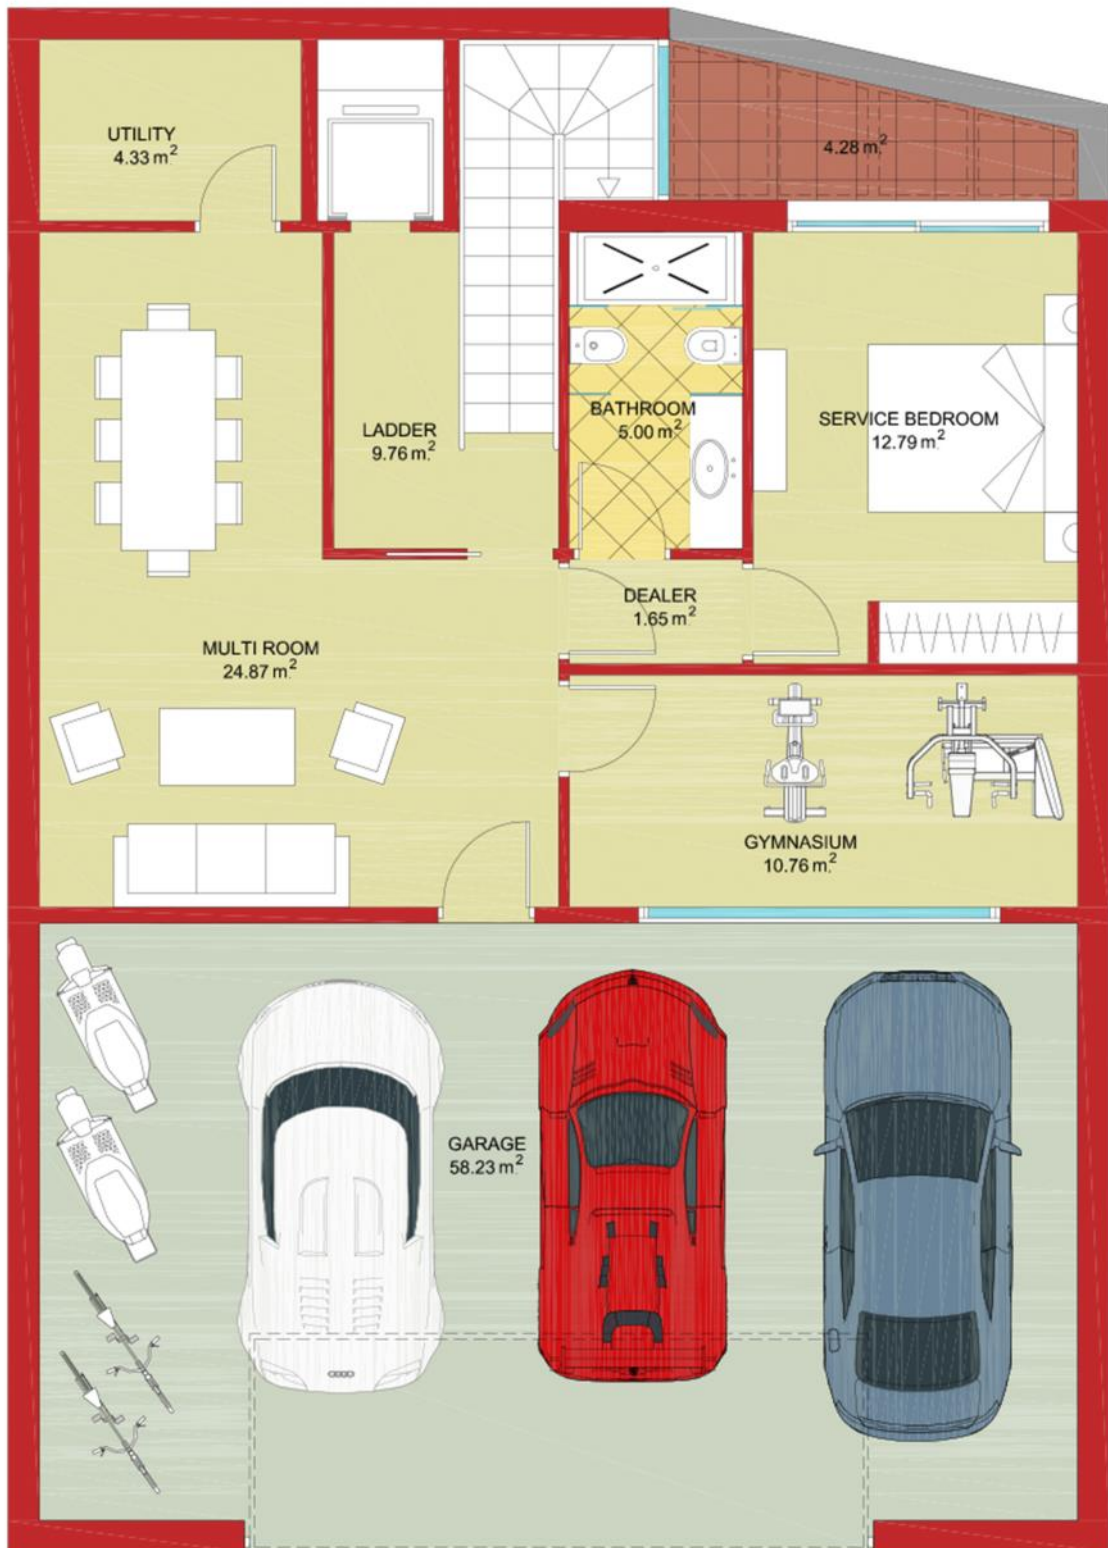 UTILITY
4.33 m²
4.28 m²
LADDER
9.76 m²
BATHROOM
5.00 m²
SERVICE BEDROOM
12.79 m²
DEALER
1.65 m²
MULTI ROOM
24.87 m²
GYMNASIUM
10.76 m²
GARAGE
58.23 m²